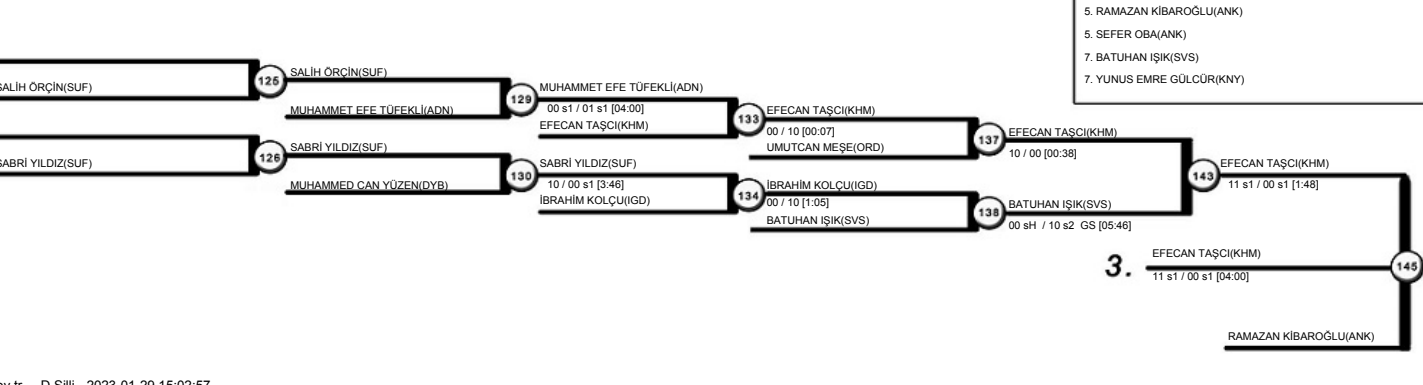 5. RAMAZAN KİBAROĞLU(ANK)
5. SEFER OBA(ANK)
7. BATUHAN IŞIK(SVS)
7. YUNUS EMRE GÜLCÜR(KNY)
SALİH ÖRÇİN(SUF)
125
SALİH ÖRÇİN(SUF)
MUHAMMET EFE TÜFEKLİ(ADN)
129
MUHAMMET EFE TÜFEKLİ(ADN)
00 s1 / 01 s1 [04:00]
EFECAN TAŞCI(KHM)
133
EFECAN TAŞCI(KHM)
00 / 10 [00:07]
UMUTCAN MEŞE(ORD)
137
EFECAN TAŞCI(KHM)
10 / 00 [00:38]
SABRİ YILDIZ(SUF)
126
SABRİ YILDIZ(SUF)
MUHAMMED CAN YÜZEN(DYB)
130
SABRİ YILDIZ(SUF)
10 / 00 s1 [3:46]
İBRAHİM KOLÇU(IGD)
134
İBRAHİM KOLÇU(IGD)
00 / 10 [1:05]
BATUHAN IŞIK(SVS)
138
BATUHAN IŞIK(SVS)
00 sH / 10 s2 GS [05:46]
143
EFECAN TAŞCI(KHM)
11 s1 / 00 s1 [1:48]
3.
EFECAN TAŞCI(KHM)
11 s1 / 00 s1 [04:00]
145
RAMAZAN KİBAROĞLU(ANK)